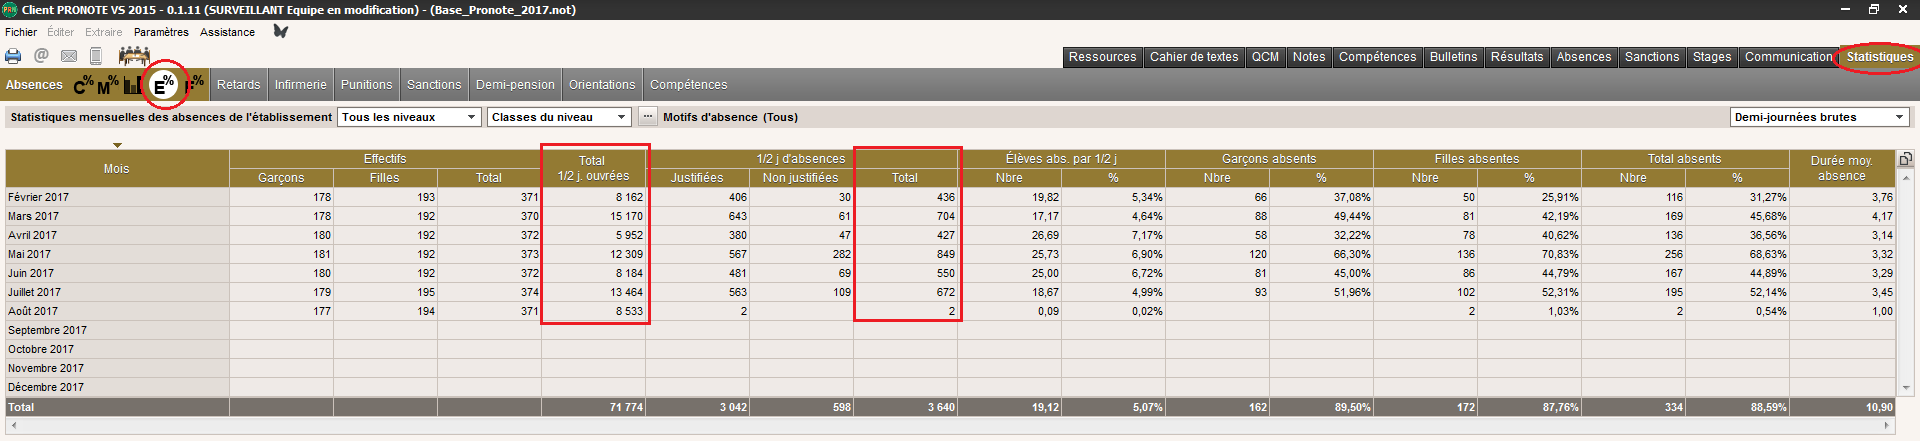 Client PRONOTE VS 2015 - 0.1.11 (SURVEILLANT Equipe en modification) - (Base_Pronote_2017.not)
Fichier Éditer Extraire Paramètres Assistance
Ressources Cahier de textes QCM Notes Compétences Bulletins Résultats Absences Sanctions Stages Communication Statistiques
Absences C% M% E% F% Retards Infirmerie Punitions Sanctions Demi-pension Orientations Compétences
Statistiques mensuelles des absences de l'établissement Tous les niveaux Classes du niveau ... Motifs d'absence (Tous) Demi-journées brutes
Mois Effectifs Total 1/2 j. ouvrées 1/2 j d'absences Élèves abs. par 1/2 j Garçons absents Filles absentes Total absents Durée moy. absence
Garçons Filles Total Justifiées Non justifiées Total Nbre % Nbre % Nbre % Nbre %
Février 2017 178 193 371 8 162 406 30 436 19,82 5,34% 66 37,08% 50 25,91% 116 31,27% 3,76
Mars 2017 178 192 370 15 170 643 61 704 17,17 4,64% 88 49,44% 81 42,19% 169 45,68% 4,17
Avril 2017 180 192 372 5 952 380 47 427 26,69 7,17% 58 32,22% 78 40,62% 136 36,56% 3,14
Mai 2017 181 192 373 12 309 567 282 849 25,73 6,90% 120 66,30% 136 70,83% 256 68,63% 3,32
Juin 2017 180 192 372 8 184 481 69 550 25,00 6,72% 81 45,00% 86 44,79% 167 44,89% 3,29
Juillet 2017 179 195 374 13 464 563 109 672 18,67 4,99% 93 51,96% 102 52,31% 195 52,14% 3,45
Août 2017 177 194 371 8 533 2 2 0,09 0,02% 2 1,03% 2 0,54% 1,00
Septembre 2017
Octobre 2017
Novembre 2017
Décembre 2017
Total 71 774 3 042 598 3 640 19,12 5,07% 162 89,50% 172 87,76% 334 88,59% 10,90